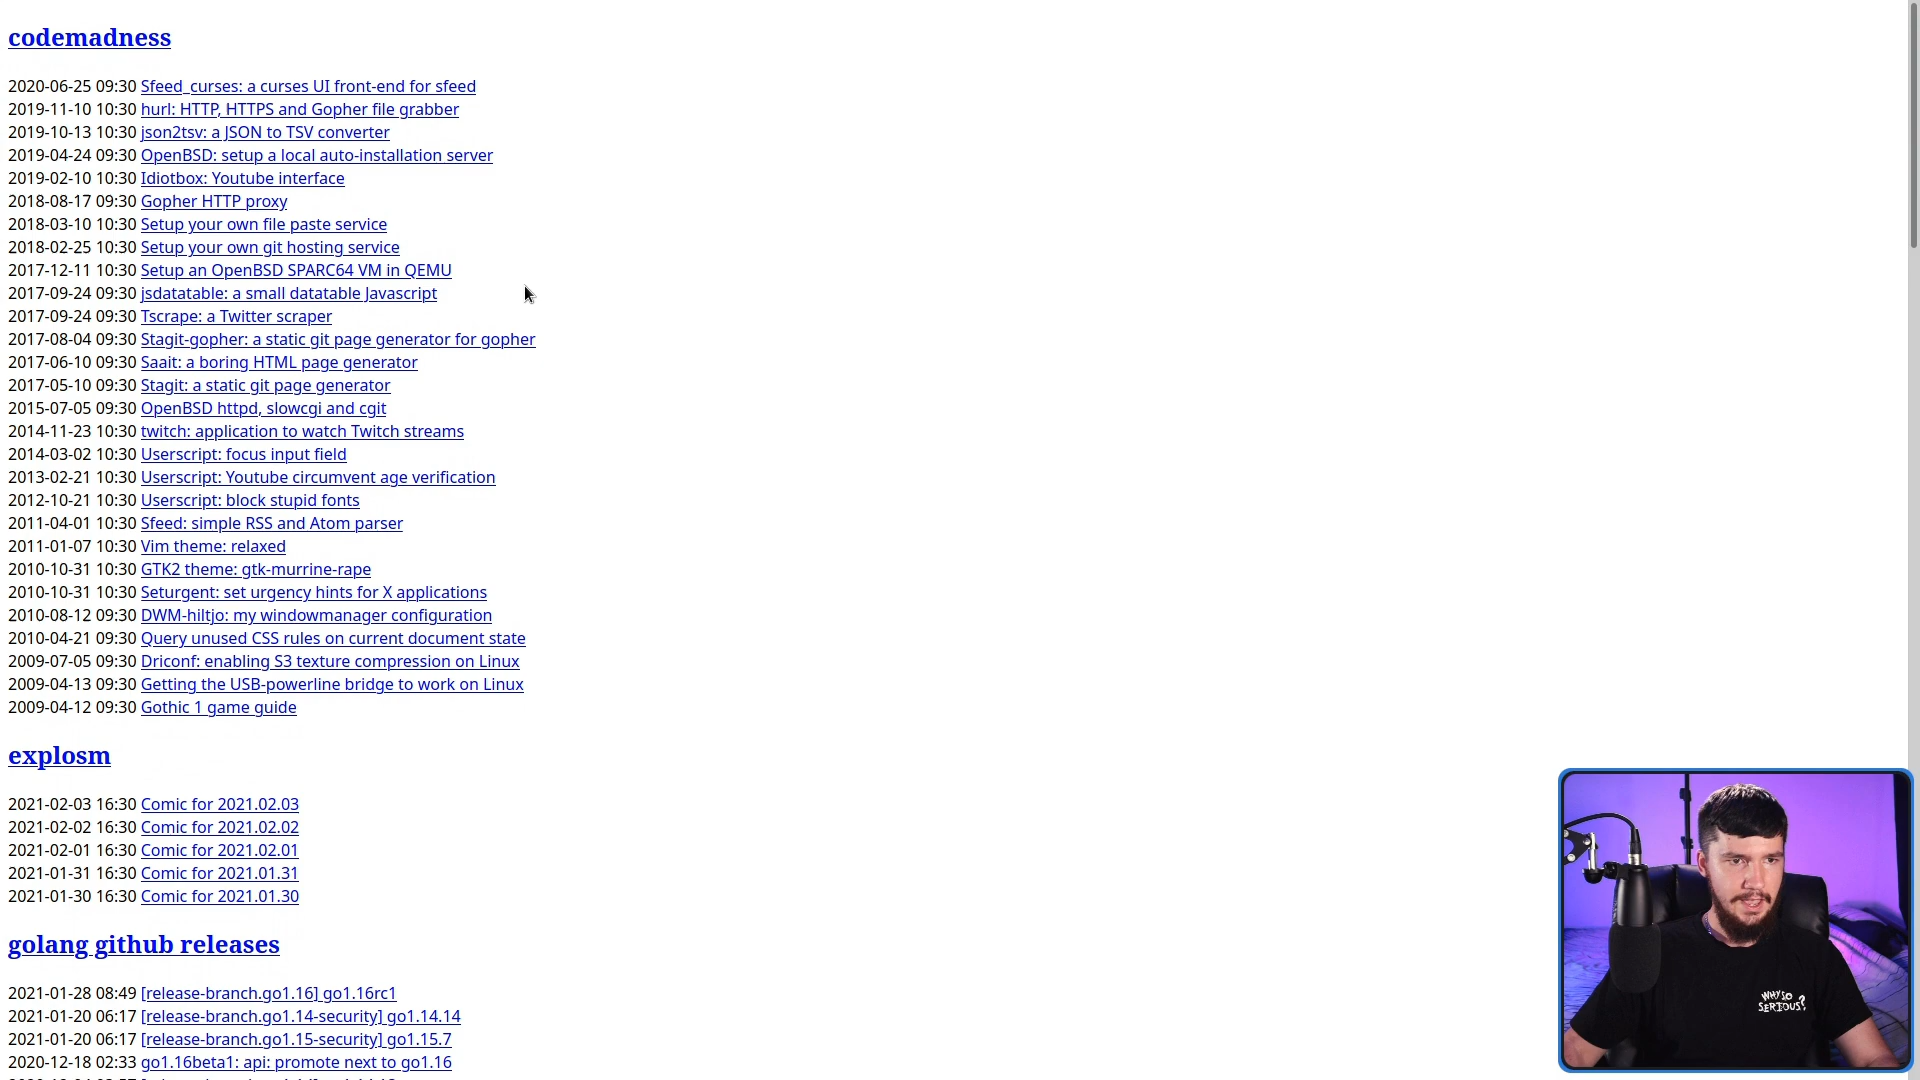 codemadness
2020-06-25 09:30 Sfeed_curses: a curses UI front-end for sfeed
2019-11-10 10:30 hurl: HTTP, HTTPS and Gopher file grabber
2019-10-13 10:30 json2tsv: a JSON to TSV converter
2019-04-24 09:30 OpenBSD: setup a local auto-installation server
2019-02-10 10:30 Idiotbox: Youtube interface
2018-08-17 09:30 Gopher HTTP proxy
2018-03-10 10:30 Setup your own file paste service
2018-02-25 10:30 Setup your own git hosting service
2017-12-11 10:30 Setup an OpenBSD SPARC64 VM in QEMU
2017-09-24 09:30 jsdatatable: a small datatable Javascript
2017-09-24 09:30 Tscrape: a Twitter scraper
2017-08-04 09:30 Stagit-gopher: a static git page generator for gopher
2017-06-10 09:30 Saait: a boring HTML page generator
2017-05-10 09:30 Stagit: a static git page generator
2015-07-05 09:30 OpenBSD httpd, slowcgi and cgit
2014-11-23 10:30 twitch: application to watch Twitch streams
2014-03-02 10:30 Userscript: focus input field
2013-02-21 10:30 Userscript: Youtube circumvent age verification
2012-10-21 10:30 Userscript: block stupid fonts
2011-04-01 10:30 Sfeed: simple RSS and Atom parser
2011-01-07 10:30 Vim theme: relaxed
2010-10-31 10:30 GTK2 theme: gtk-murrine-rape
2010-10-31 10:30 Seturgent: set urgency hints for X applications
2010-08-12 09:30 DWM-hiltjo: my windowmanager configuration
2010-04-21 09:30 Query unused CSS rules on current document state
2009-07-05 09:30 Driconf: enabling S3 texture compression on Linux
2009-04-13 09:30 Getting the USB-powerline bridge to work on Linux
2009-04-12 09:30 Gothic 1 game guide
explosm
2021-02-03 16:30 Comic for 2021.02.03
2021-02-02 16:30 Comic for 2021.02.02
2021-02-01 16:30 Comic for 2021.02.01
2021-01-31 16:30 Comic for 2021.01.31
2021-01-30 16:30 Comic for 2021.01.30
golang github releases
2021-01-28 08:49 [release-branch.go1.16] go1.16rc1
2021-01-20 06:17 [release-branch.go1.14-security] go1.14.14
2021-01-20 06:17 [release-branch.go1.15-security] go1.15.7
2020-12-18 02:33 go1.16beta1: api: promote next to go1.16
WHY SO
SERIOUS?